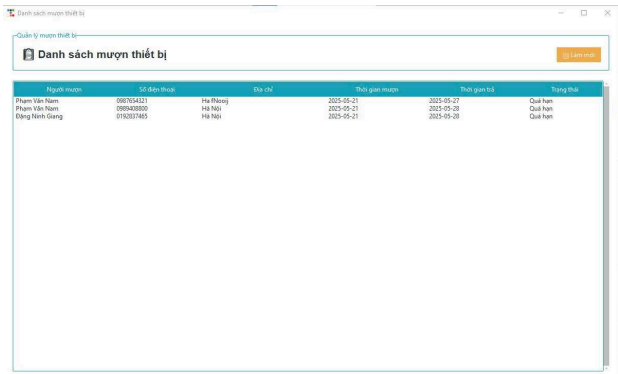 Danh sách mượn thiết bị
Quản lý mượn thiết bị
Danh sách mượn thiết bị
Làm mới
Người mượn Số điện thoại Địa chỉ Thời gian mượn Thời gian trả Trạng thái
Phạm Văn Nam 0987654321 Ha fNooij 2025-05-21 2025-05-27 Quá hạn
Phạm Văn Nam 0989408800 Hà Nội 2025-05-21 2025-05-28 Quá hạn
Đặng Ninh Giang 0192837465 Hà Nội 2025-05-21 2025-05-28 Quá hạn